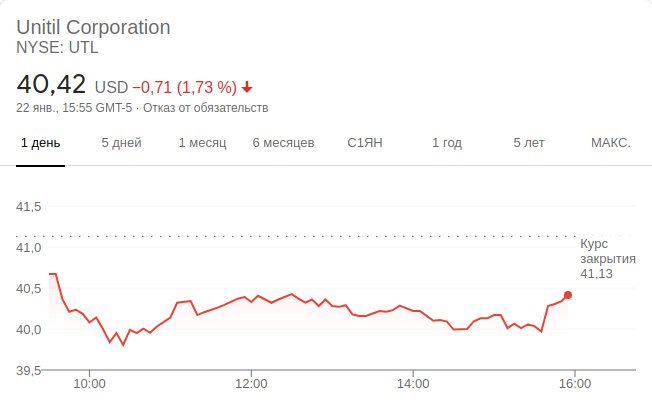 Unitil Corporation
NYSE: UTL
40,42 USD −0,71 (1,73 %)
22 янв., 15:55 GMT-5 · Отказ от обязательств
1 день 5 дней 1 месяц 6 месяцев С1ЯН 1 год 5 лет МАКС.
41,5
41,0
40,5
40,0
39,5
Курс
закрытия
41,13
10:00 12:00 14:00 16:00